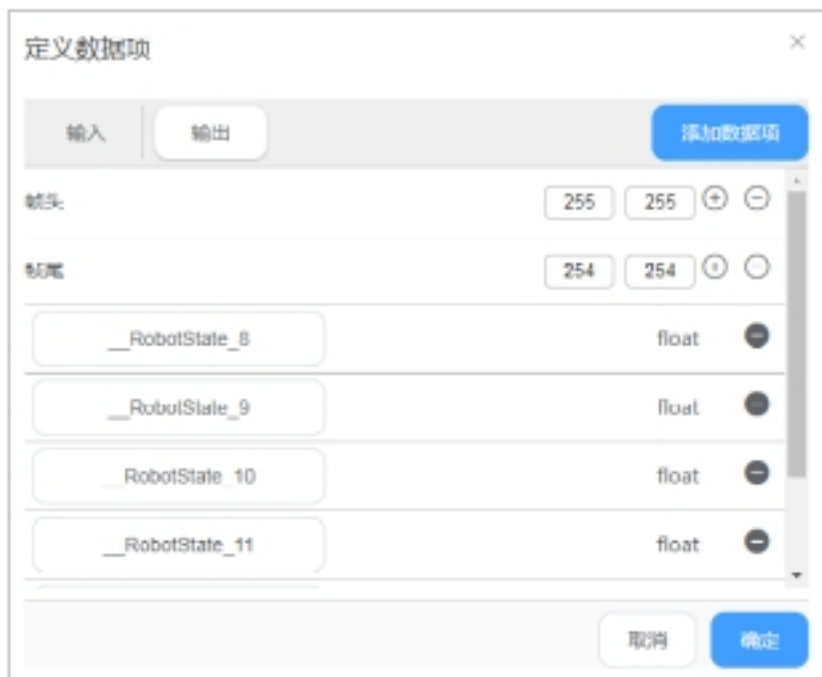 定义数据项
输入 输出 添加数据项
帧头 255 255
帧尾 254 254
__RobotState_8 float
__RobotState_9 float
__RobotState_10 float
__RobotState_11 float
取消 确定